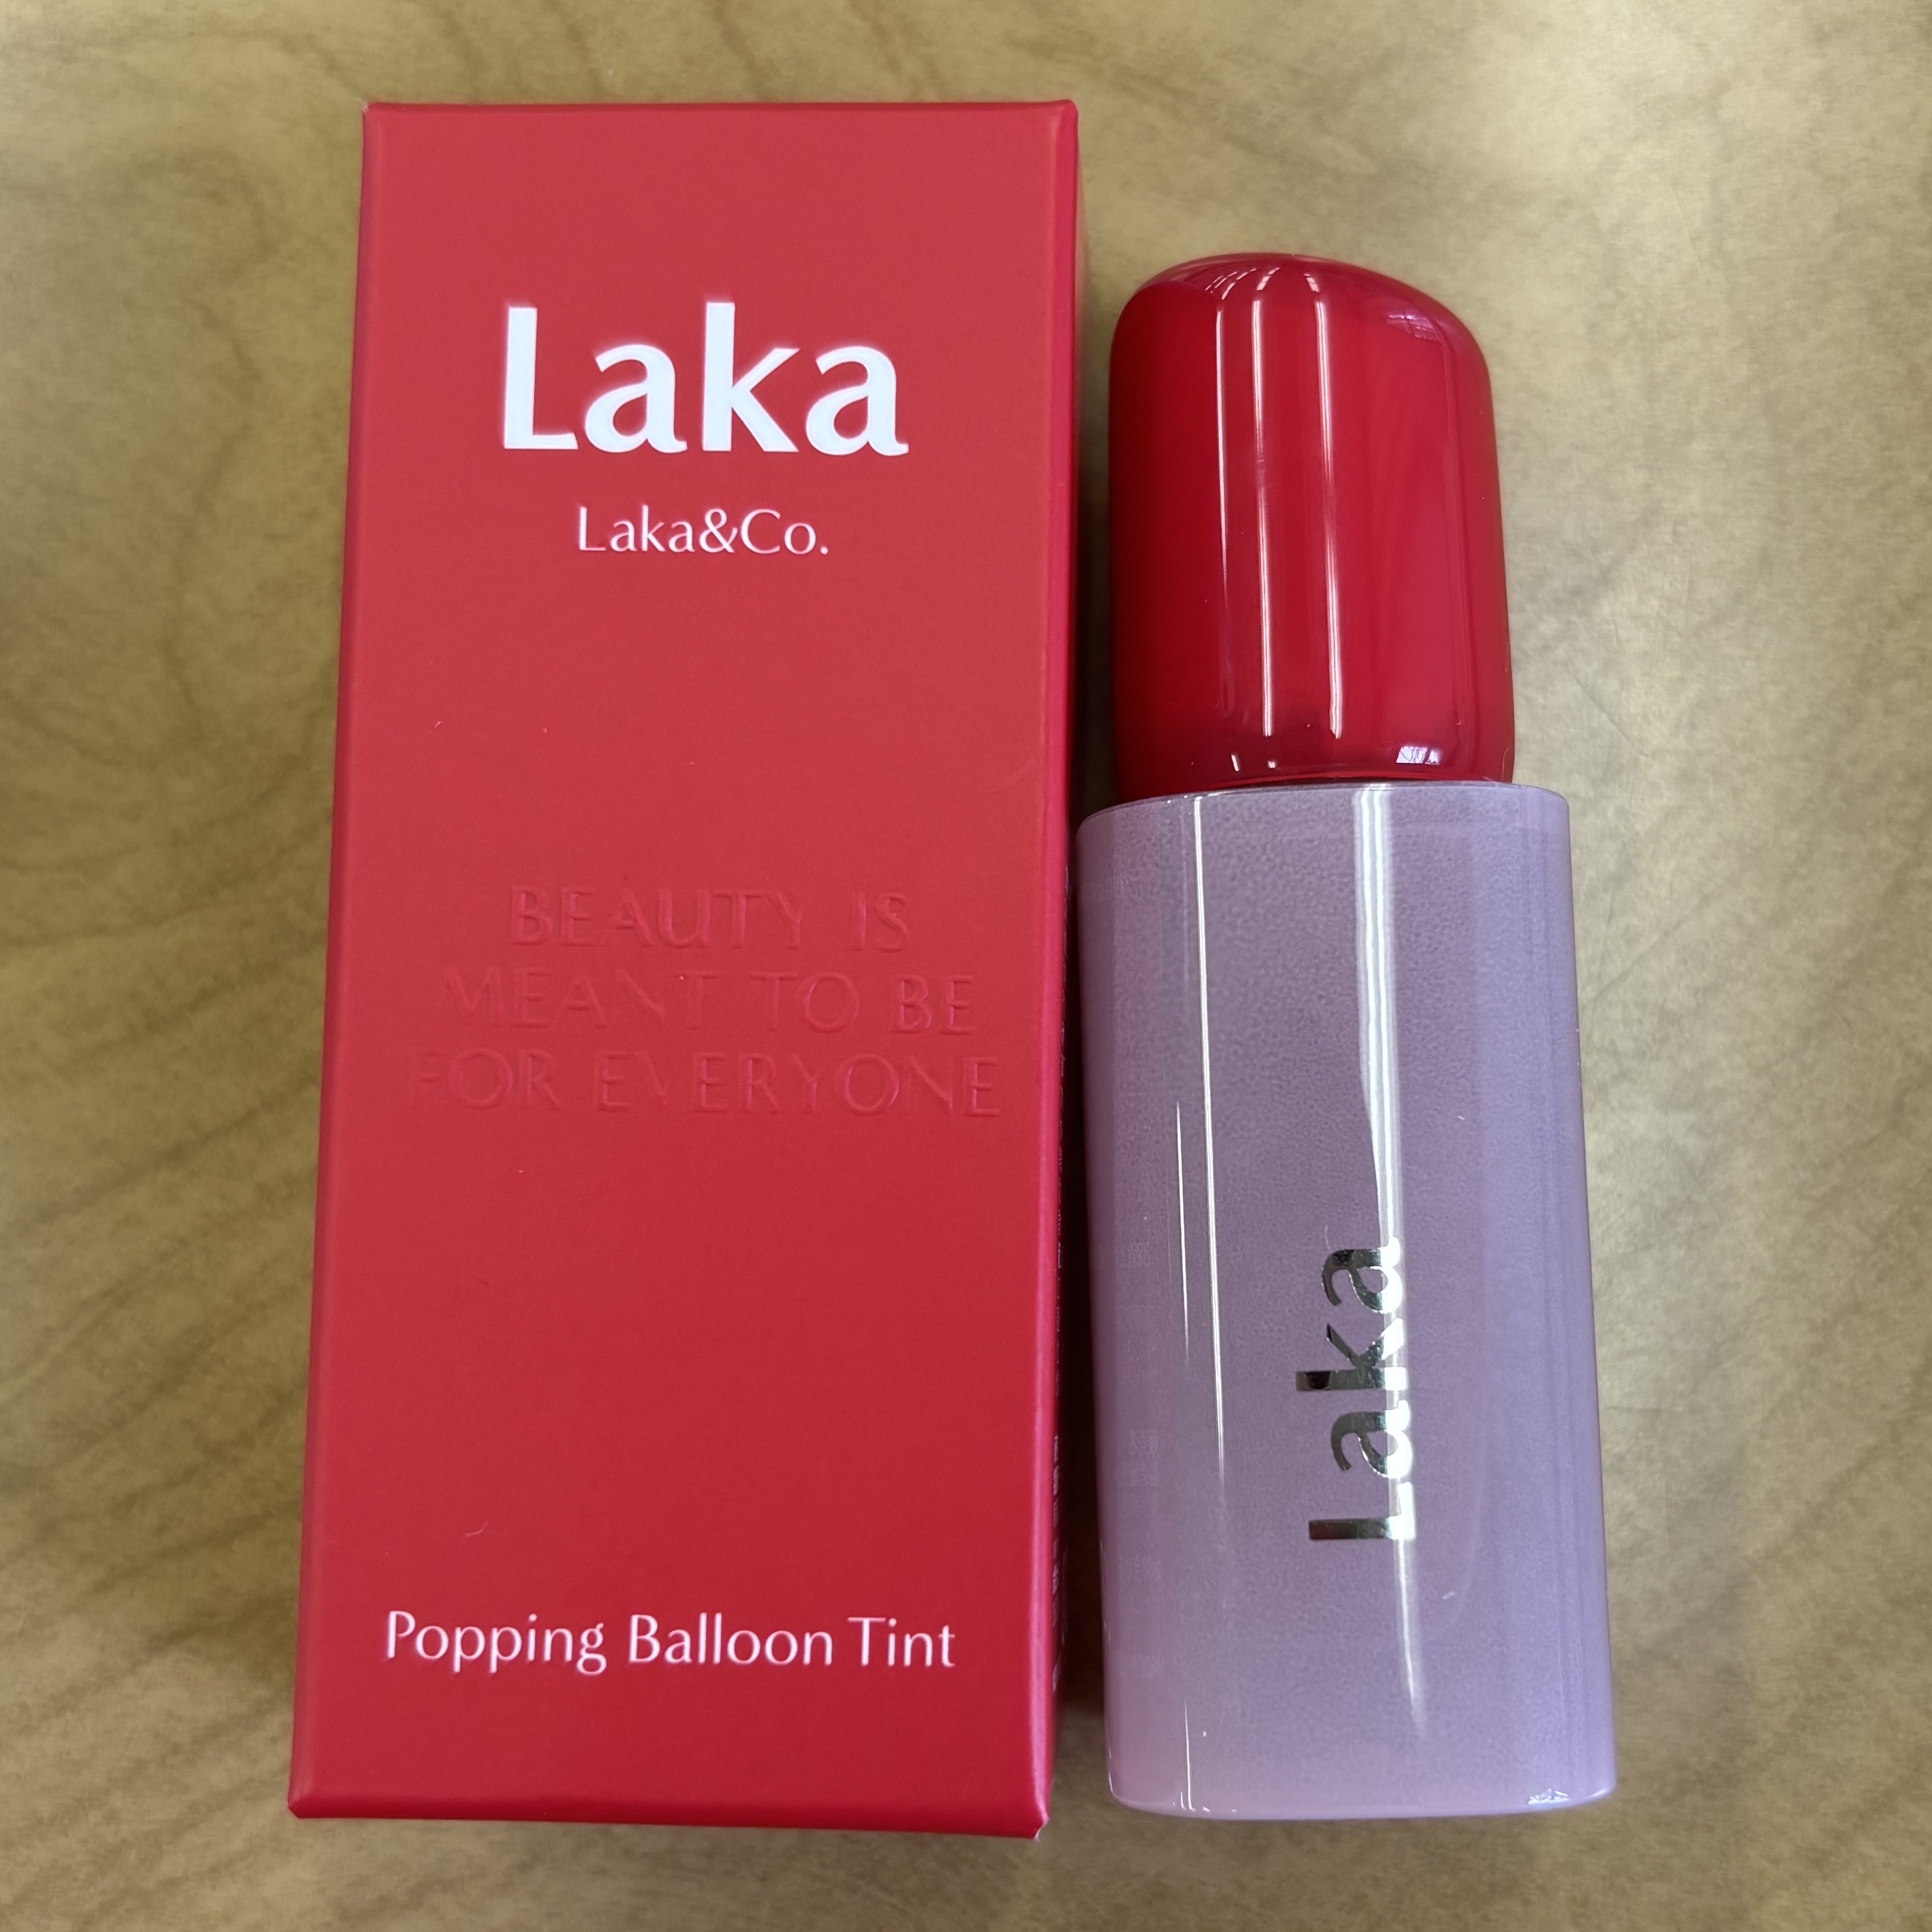 Laka
Laka&Co.
BEAUTY IS
MEANT TO BE
FOR EVERYONE
Popping Balloon Tint
Laka